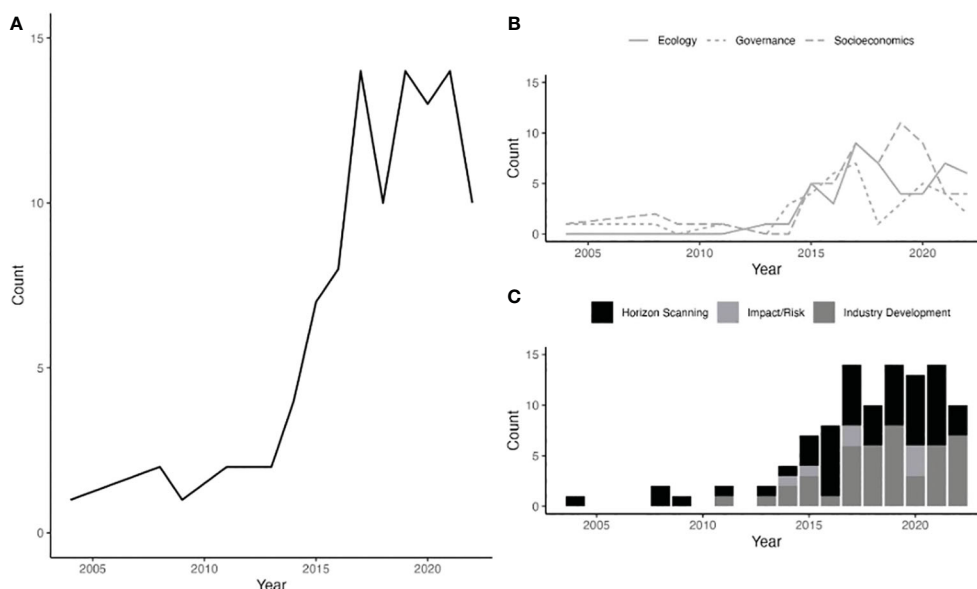 A
15
10
5
0
Count
2005 2010 2015 2020
Year
B
Ecology Governance Socioeconomics
15
10
5
0
Count
2005 2010 2015 2020
Year
C
Horizon Scanning Impact/Risk Industry Development
15
10
5
0
Count
2005 2010 2015 2020
Year